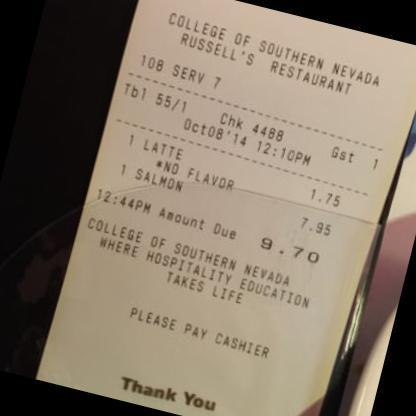 COLLEGE OF SOUTHERN NEVADA
RUSSELL'S RESTAURANT
108 SERV 7
Tbl 55/1 Chk 4488 Gst 1
Oct08'14 12:10PM
1 LATTE 1.75
*NO FLAVOR
1 SALMON 7.95
12:44PM Amount Due 9.70
COLLEGE OF SOUTHERN NEVADA
WHERE HOSPITALITY EDUCATION
TAKES LIFE
PLEASE PAY CASHIER
Thank You